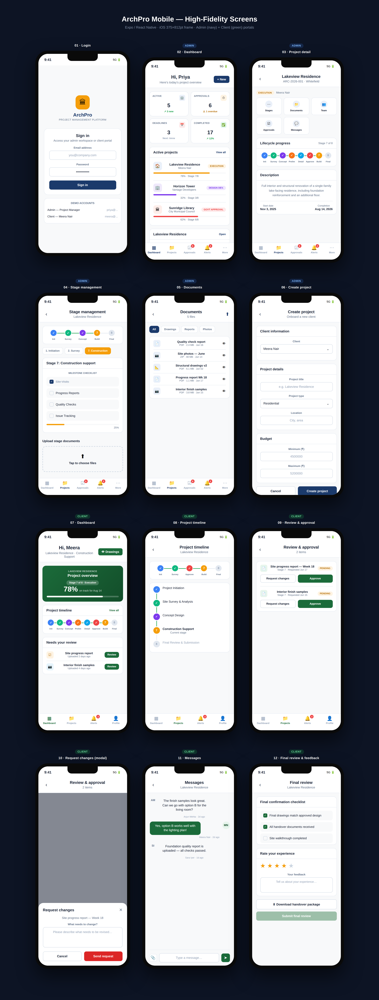 ArchPro Mobile — High-Fidelity Screens
Expo / React Native · iOS 375×812pt frame · Admin (navy) + Client (green) portals
01 · Login
9:41
5G
ArchPro
PROJECT MANAGEMENT PLATFORM
Sign in
Access your admin workspace or client portal
Email address
you@company.com
Password
••••••••••••
Sign in
DEMO ACCOUNTS
Admin — Project Manager priya@...
Client — Meera Nair meera@...
ADMIN
02 · Dashboard
9:41
5G
Hi, Priya
Here's today's project overview
+ New
ACTIVE
5
↗ 3 new
APPROVALS
6
⚠ 1 overdue
DEADLINES
3
Next: tmrw
COMPLETED
17
↗ 12%
Active projects View all
Lakeview Residence
Meera Nair
EXECUTION
78% · Stage 7/8
Horizon Tower
Vantage Developers
DESIGN DEV.
32% · Stage 3/8
Sunridge Library
City Municipal Council
GOVT APPROVAL
62% · Stage 6/8
Lakeview Residence Open
6 2
Dashboard Projects Approvals Alerts More
ADMIN
03 · Project detail
9:41
5G
‹
Lakeview Residence
ARC-2026-001 · Whitefield
EXECUTION Meera Nair
Stages Documents Team
Approvals Messages
Lifecycle progress Stage 7 of 8
✓ ✓ ✓ ✓ ✓ ✓ 7 8
Init Survey Concept Prelim Detail Approve Build Final
Description
Full interior and structural renovation of a single-family
lake-facing residence, including foundation
reinforcement and an additional floor.
Start date Completion
Nov 3, 2025 Aug 14, 2026
6 2
Dashboard Projects Approvals Alerts More
ADMIN
04 · Stage management
9:41
5G
‹
Stage management
Lakeview Residence
✓ ✓ ✓ 7 8
Init Survey Concept Build Final
1. Initiation 2. Survey 7. Construction
Stage 7: Construction support
MILESTONE CHECKLIST
✓ Site Visits
Progress Reports
Quality Checks
Issue Tracking
25%
Upload stage documents
⬆
Tap to choose files
6 2
Dashboard Projects Approvals Alerts More
ADMIN
05 · Documents
9:41
5G
‹
Documents
5 files
⬆
All Drawings Reports Photos
Quality check report
PDF · 2.4 MB · Jun 16
Site photos — June
ZIP · 48 MB · Jun 14
Structural drawings v2
PDF · 6.1 MB · Jun 02
Progress report Wk 18
PDF · 1.1 MB · Jun 17
Interior finish samples
PDF · 3.8 MB · Jun 15
6 2
Dashboard Projects Approvals Alerts More
ADMIN
06 · Create project
9:41
5G
‹
Create project
Onboard a new client
Client information
Client
Meera Nair
Project details
Project title
e.g. Lakeview Residence
Project type
Residential
Location
City, area
Budget
Minimum (₹)
4500000
Maximum (₹)
5200000
Cancel Create project
CLIENT
07 · Dashboard
9:41
5G
Hi, Meera
Lakeview Residence · Construction
Support
Drawings
LAKEVIEW RESIDENCE
Project overview
Stage 7 of 8 · Execution
78% on track for Aug 14
Project timeline View all
✓ ✓ ✓ ✓ ✓ ✓ 7 8
Init Survey Concept Prelim Detail Approve Build Final
Needs your review
Site progress report
Uploaded 2 days ago
Review
Interior finish samples
Uploaded 4 days ago
Review
2
Dashboard Projects Alerts Profile
CLIENT
08 · Project timeline
9:41
5G
‹
Project timeline
Lakeview Residence
✓ ✓ ✓ 7 8
Init Survey Approve Build Final
✓ Project Initiation
✓ Site Survey & Analysis
✓ Concept Design
7 Construction Support
Current stage
8 Final Review & Submission
2
Dashboard Projects Alerts Profile
CLIENT
09 · Review & approval
9:41
5G
‹
Review & approval
2 items
Site progress report — Week 18
Stage 7 · Requested Jun 17
PENDING
Request changes Approve
Interior finish samples
Stage 7 · Requested Jun 15
PENDING
Request changes Approve
2
Dashboard Projects Alerts Profile
CLIENT
10 · Request changes (modal)
9:41
5G
‹
Review & approval
2 items
Request changes ✕
Site progress report — Week 18
What needs to change?
Please describe what needs to be revised…
Cancel Send request
CLIENT
11 · Messages
9:41
5G
‹
Messages
Lakeview Residence
AM
The finish samples look great.
Can we go with option B for the
living room?
Arjun Mehta · 2d ago
Yes, option B works well with
the lighting plan!
MN
Meera Nair · 2d ago
SI
Foundation quality report is
uploaded — all checks passed.
Sara Iyer · 1d ago
Type a message…
➤
CLIENT
12 · Final review & feedback
9:41
5G
‹
Final review
Lakeview Residence
Final confirmation checklist
✓ Final drawings match approved design
✓ All handover documents received
Site walkthrough completed
Rate your experience
★ ★ ★ ★ ★
Your feedback
Tell us about your experience…
⬇ Download handover package
Submit final review